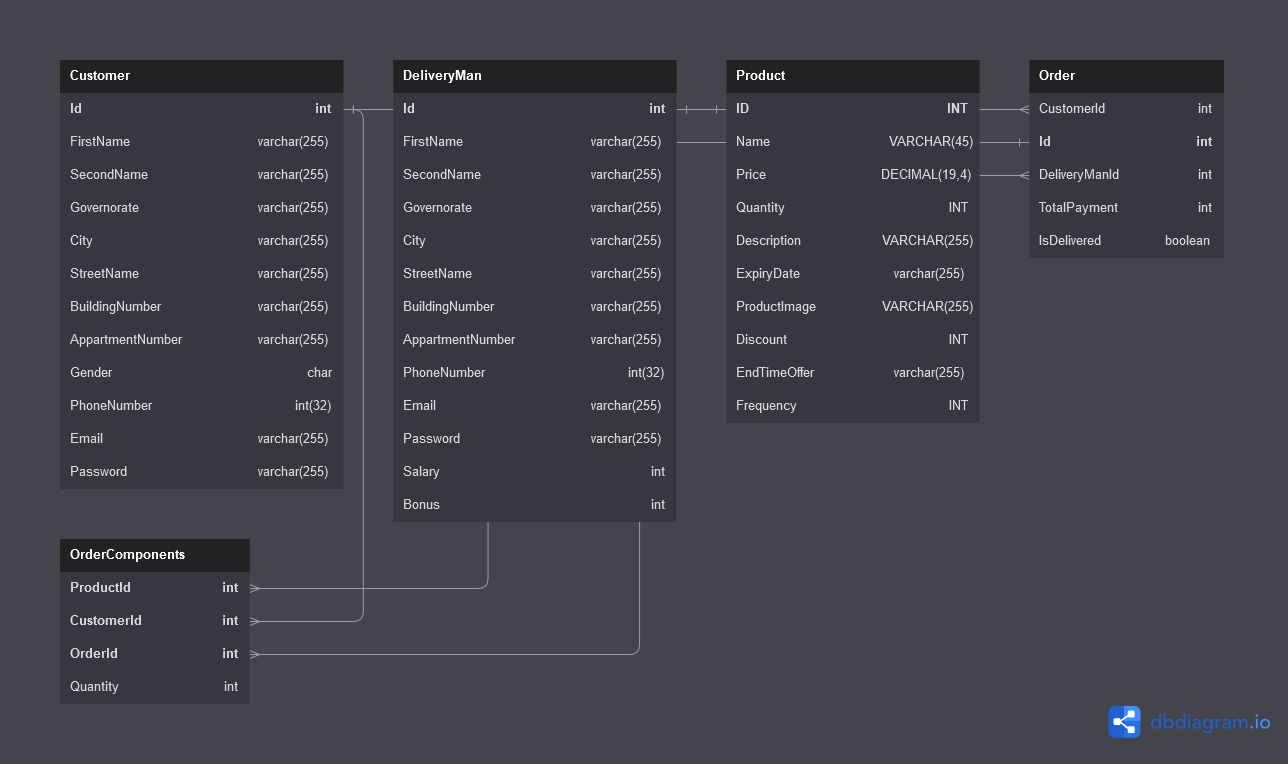 Customer
Id int
FirstName varchar(255)
SecondName varchar(255)
Governorate varchar(255)
City varchar(255)
StreetName varchar(255)
BuildingNumber varchar(255)
AppartmentNumber varchar(255)
Gender char
PhoneNumber int(32)
Email varchar(255)
Password varchar(255)
DeliveryMan
Id int
FirstName varchar(255)
SecondName varchar(255)
Governorate varchar(255)
City varchar(255)
StreetName varchar(255)
BuildingNumber varchar(255)
AppartmentNumber varchar(255)
PhoneNumber int(32)
Email varchar(255)
Password varchar(255)
Salary int
Bonus int
Product
ID INT
Name VARCHAR(45)
Price DECIMAL(19,4)
Quantity INT
Description VARCHAR(255)
ExpiryDate varchar(255)
ProductImage VARCHAR(255)
Discount INT
EndTimeOffer varchar(255)
Frequency INT
Order
CustomerId int
Id int
DeliveryManId int
TotalPayment int
IsDelivered boolean
OrderComponents
ProductId int
CustomerId int
OrderId int
Quantity int
dbdiagram.io